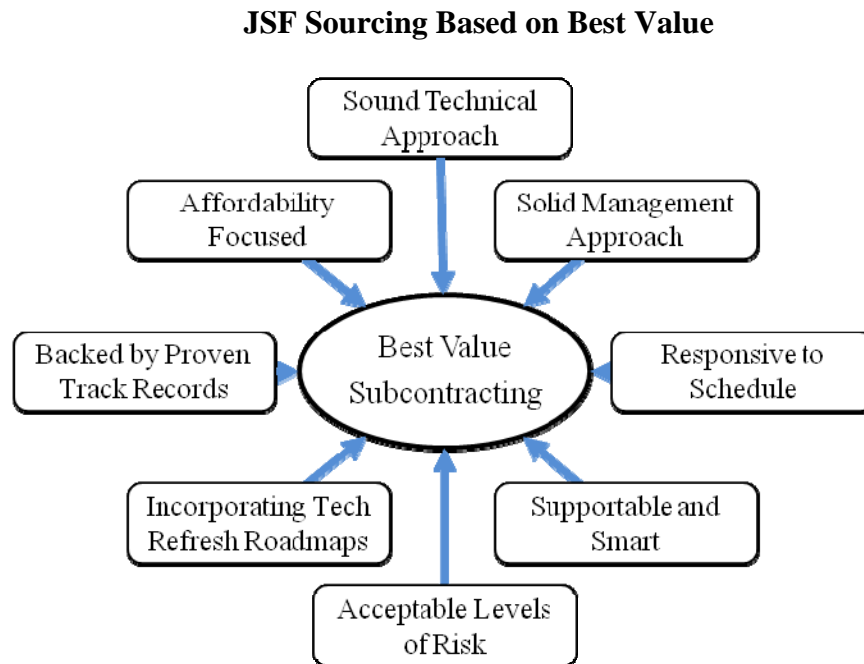 JSF Sourcing Based on Best Value
Sound Technical
Approach
Affordability
Focused
Solid Management
Approach
Backed by Proven
Track Records
Best Value
Subcontracting
Responsive to
Schedule
Incorporating Tech
Refresh Roadmaps
Supportable and
Smart
Acceptable Levels
of Risk